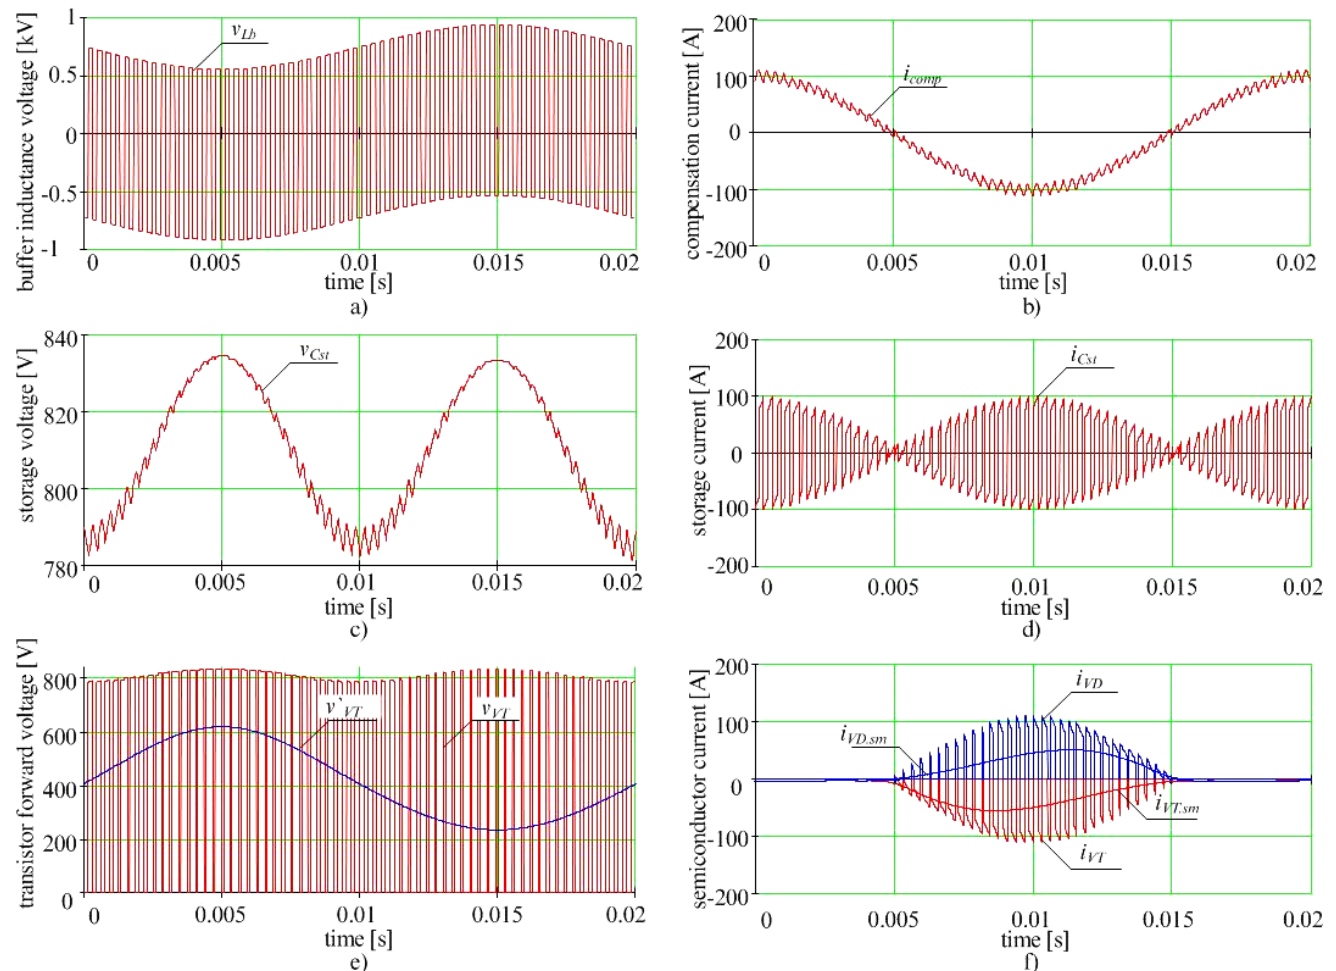 buffer inductance voltage [kV]
1
0.5
0
-0.5
-1
v_Lb
0 0.005 0.01 0.015 0.02
time [s]
a)
compensation current [A]
200
100
0
-100
-200
i_comp
0 0.005 0.01 0.015 0.02
time [s]
b)
storage voltage [V]
840
820
800
780
v_Cst
0 0.005 0.01 0.015 0.02
time [s]
c)
storage current [A]
200
100
0
-100
-200
i_Cst
0 0.005 0.01 0.015 0.02
time [s]
d)
transistor forward voltage [V]
800
600
400
200
0
v`VT
v_VT
0 0.005 0.01 0.015 0.02
time [s]
e)
semiconductor current [A]
200
100
0
-100
-200
i_VD
i_VD.sm
i_VT.sm
i_VT
0 0.005 0.01 0.015 0.02
time [s]
f)